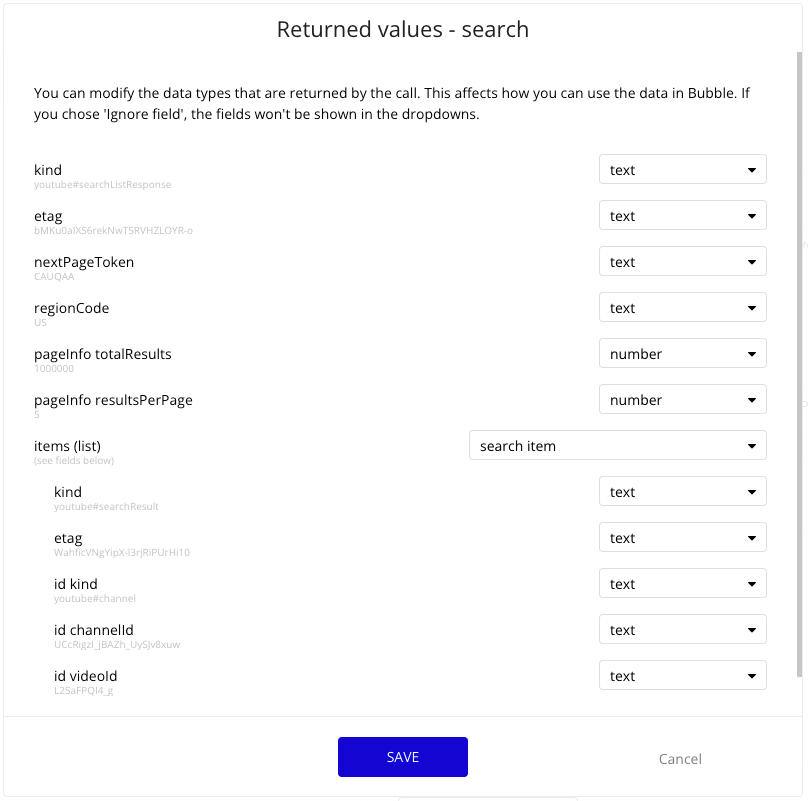 Returned values - search
You can modify the data types that are returned by the call. This affects how you can use the data in Bubble. If
you chose 'Ignore field', the fields won't be shown in the dropdowns.
kind
text
youtube#searchListResponse
etag
text
bMKu0aIXS6rekNwT5RVHZLOYR-o
nextPageToken
text
CAUQAA
regionCode
text
US
pageInfo totalResults
number
1000000
pageInfo resultsPerPage
number
5
items (list)
search item
(see fields below)
kind
text
youtube#searchResult
etag
text
WahficVNgYipX-I3rjRiPUrHi10
id kind
text
youtube#channel
id channelId
text
UCcRigzI_jBAZh_UySJv8xuw
id videoId
text
L2SaFPQI4_g
SAVE
Cancel